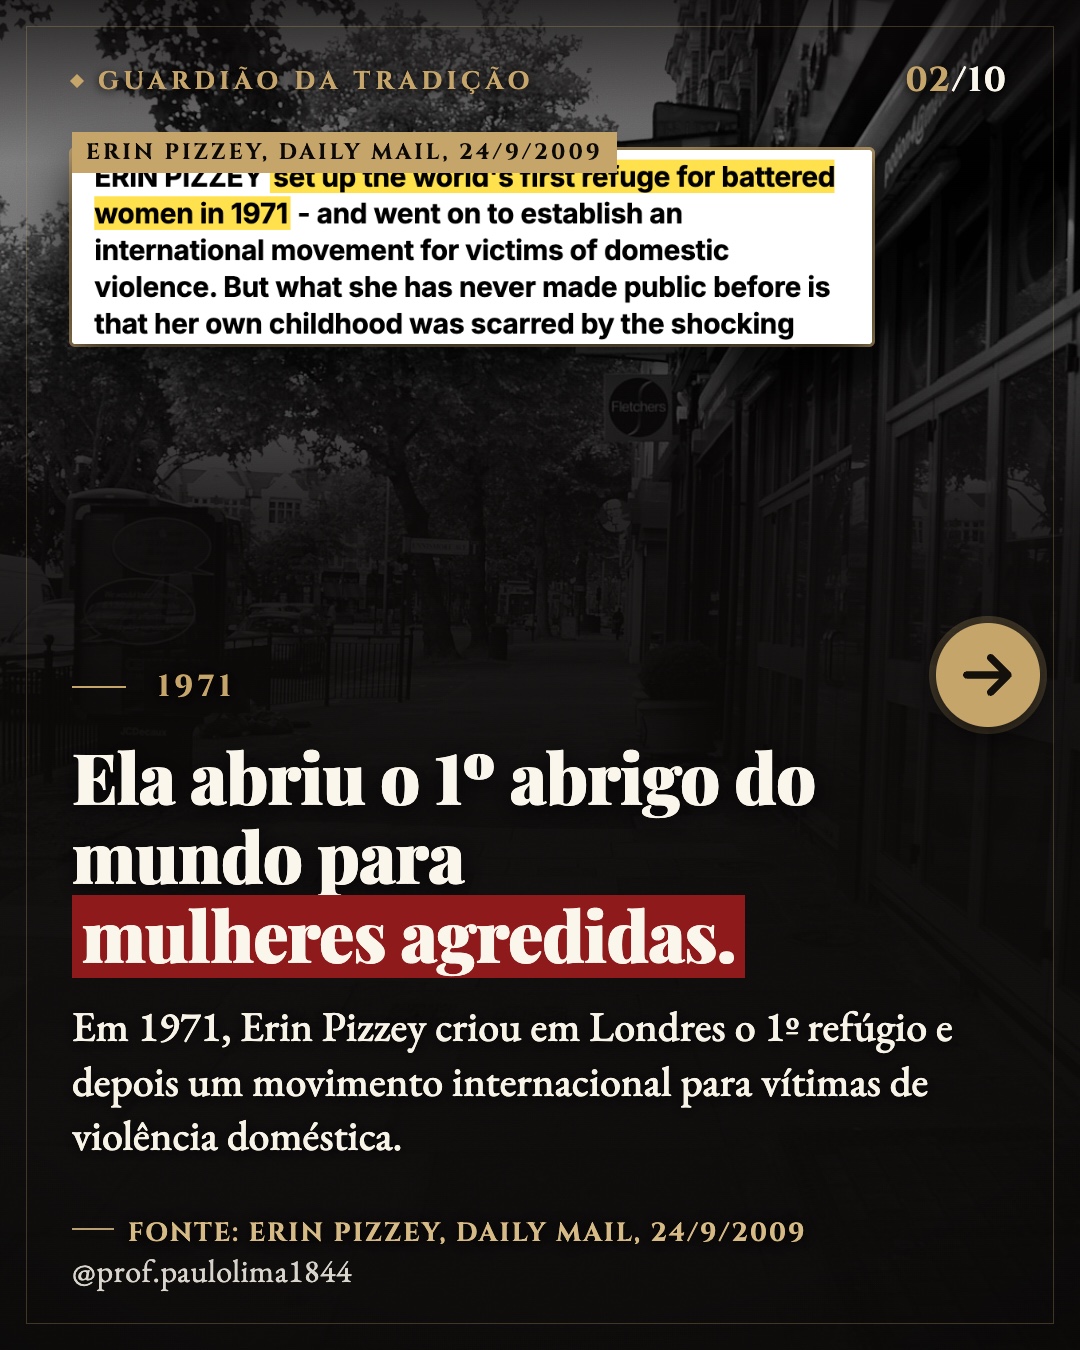 GUARDIÃO DA TRADIÇÃO
02/10
ERIN PIZZEY, DAILY MAIL, 24/9/2009
ERIN PIZZEY set up the world's first refuge for battered
women in 1971 - and went on to establish an
international movement for victims of domestic
violence. But what she has never made public before is
that her own childhood was scarred by the shocking
Fletchers
1971
Ela abriu o 1º abrigo do
mundo para
mulheres agredidas.
Em 1971, Erin Pizzey criou em Londres o 1º refúgio e
depois um movimento internacional para vítimas de
violência doméstica.
FONTE: ERIN PIZZEY, DAILY MAIL, 24/9/2009
@prof.paulolima1844